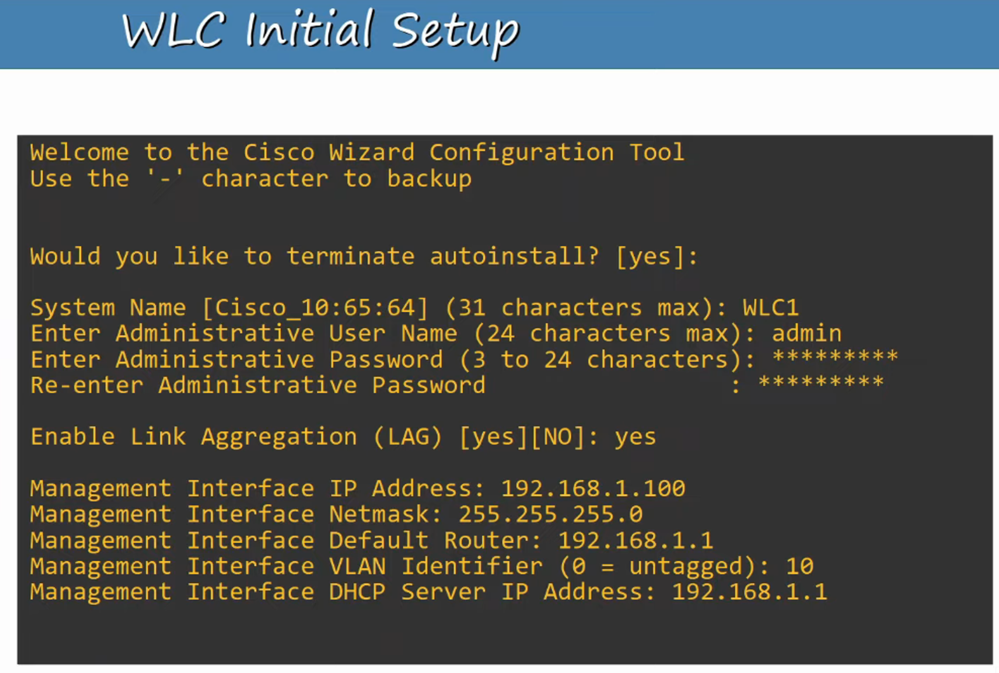 WLC Initial Setup
Welcome to the Cisco Wizard Configuration Tool
Use the '-' character to backup
Would you like to terminate autoinstall? [yes]:
System Name [Cisco_10:65:64] (31 characters max): WLC1
Enter Administrative User Name (24 characters max): admin
Enter Administrative Password (3 to 24 characters): *********
Re-enter Administrative Password                 : *********
Enable Link Aggregation (LAG) [yes][NO]: yes
Management Interface IP Address: 192.168.1.100
Management Interface Netmask: 255.255.255.0
Management Interface Default Router: 192.168.1.1
Management Interface VLAN Identifier (0 = untagged): 10
Management Interface DHCP Server IP Address: 192.168.1.1